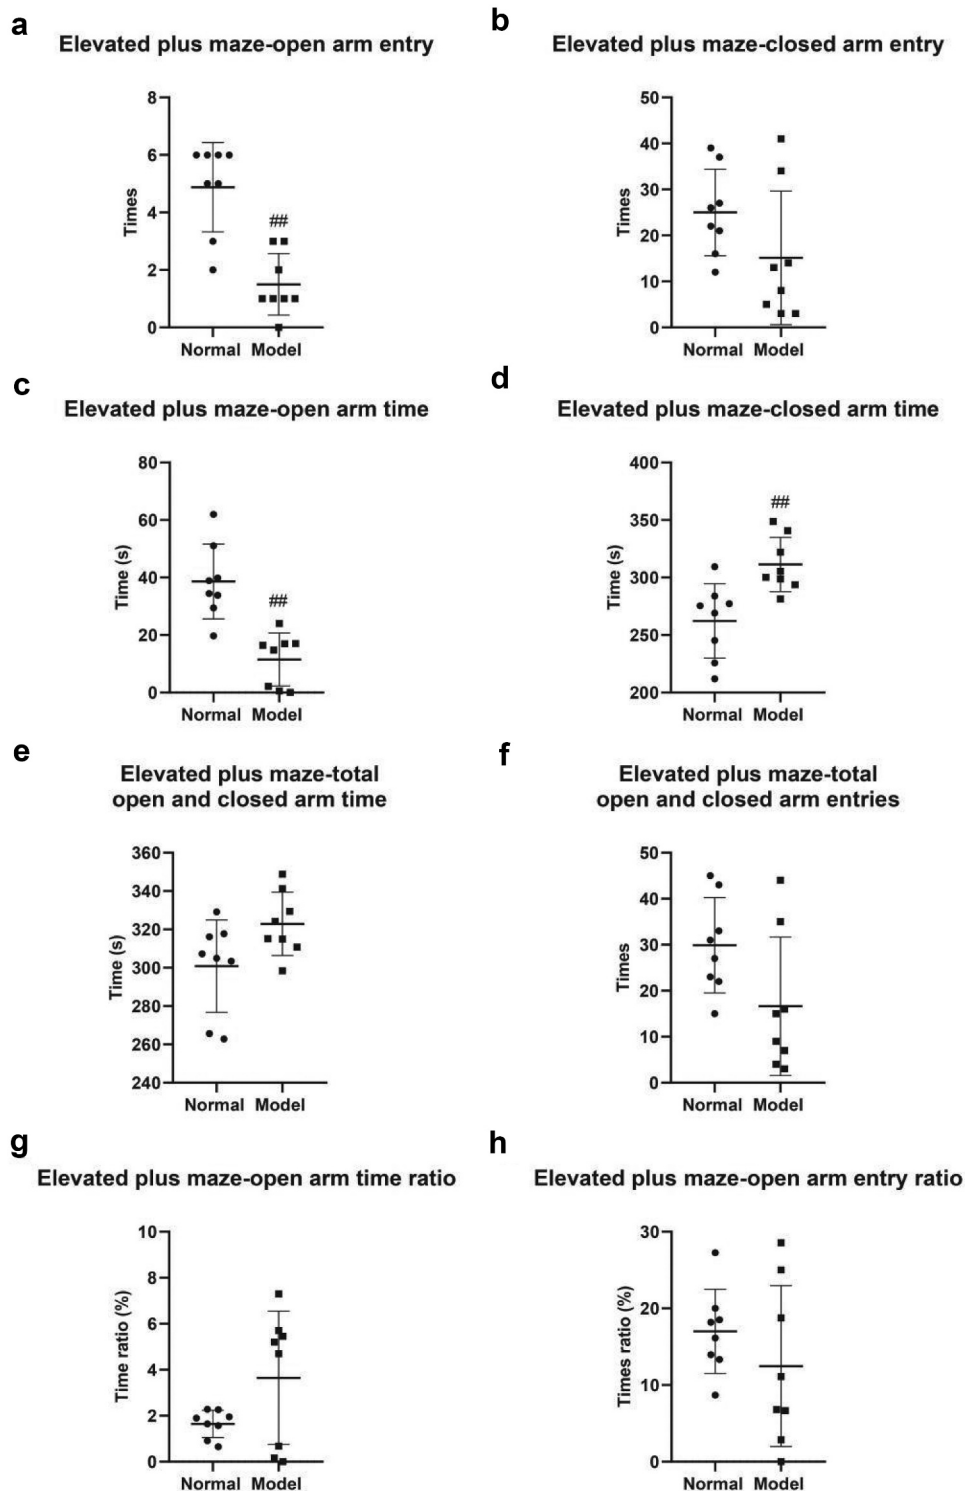 a
Elevated plus maze-open arm entry
8
6
4
2
0
Times
##
Normal Model
b
Elevated plus maze-closed arm entry
50
40
30
20
10
0
Times
Normal Model
c
Elevated plus maze-open arm time
80
60
40
20
0
Time (s)
##
Normal Model
d
Elevated plus maze-closed arm time
400
350
300
250
200
Time (s)
##
Normal Model
e
Elevated plus maze-total
open and closed arm time
360
340
320
300
280
260
240
Time (s)
Normal Model
f
Elevated plus maze-total
open and closed arm entries
50
40
30
20
10
0
Times
Normal Model
g
Elevated plus maze-open arm time ratio
10
8
6
4
2
0
Time ratio (%)
Normal Model
h
Elevated plus maze-open arm entry ratio
30
20
10
0
Times ratio (%)
Normal Model